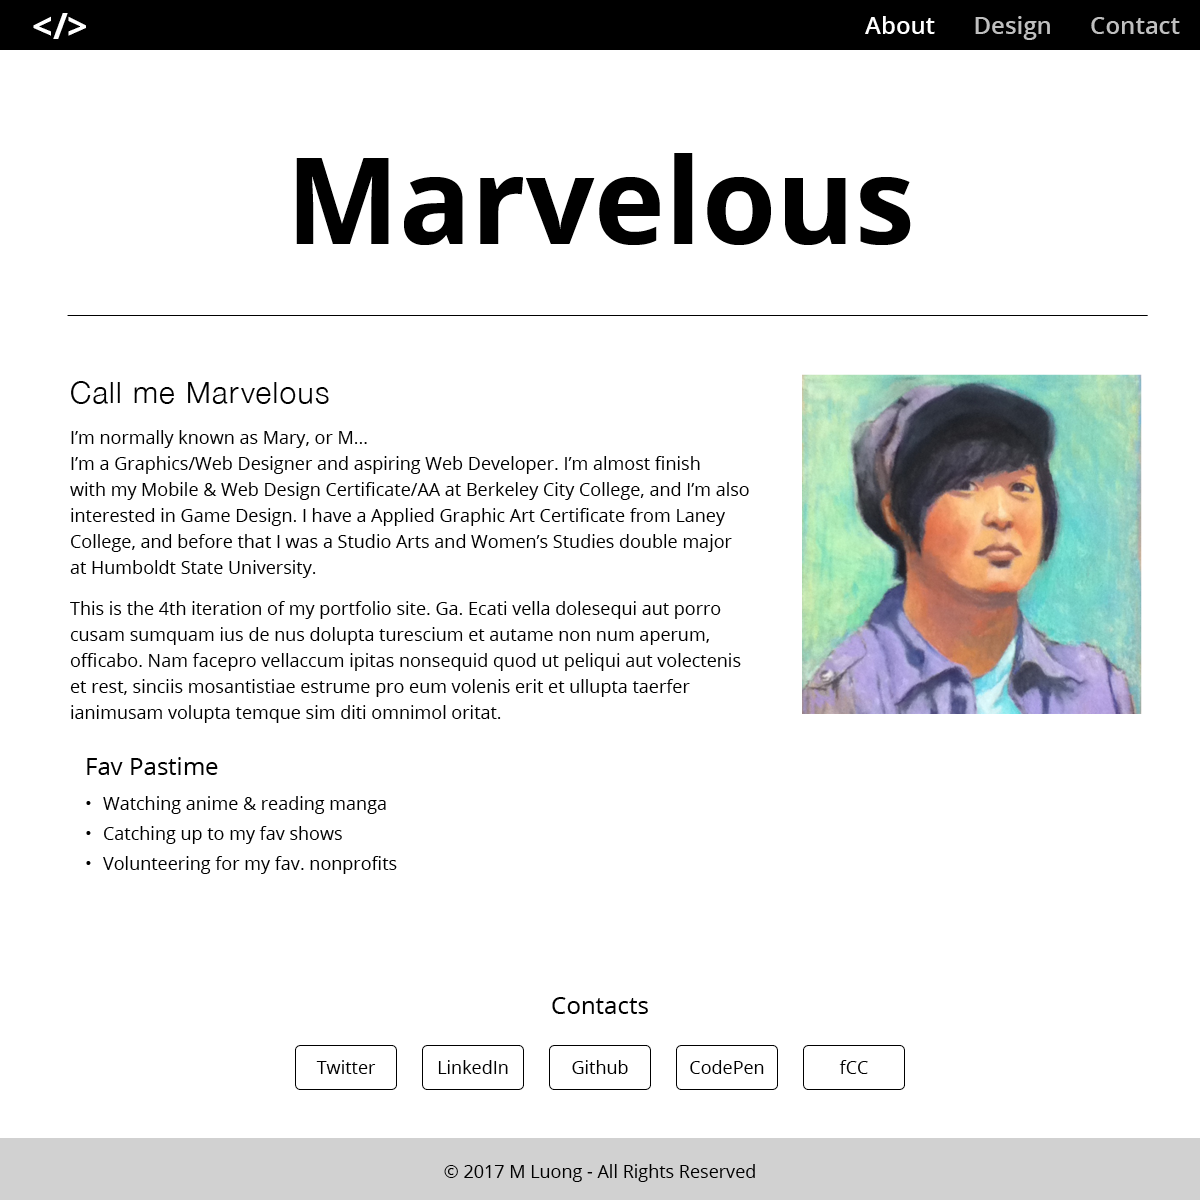 </>
About Design Contact
Marvelous
Call me Marvelous
I’m normally known as Mary, or M...
I’m a Graphics/Web Designer and aspiring Web Developer. I’m almost finish
with my Mobile & Web Design Certificate/AA at Berkeley City College, and I’m also
interested in Game Design. I have a Applied Graphic Art Certificate from Laney
College, and before that I was a Studio Arts and Women’s Studies double major
at Humboldt State University.
This is the 4th iteration of my portfolio site. Ga. Ecati vella dolesequi aut porro
cusam sumquam ius de nus dolupta turescium et autame non num aperum,
officabo. Nam facepro vellaccum ipitas nonsequid quod ut peliqui aut volectenis
et rest, sinciis mosantistiae estrume pro eum volenis erit et ullupta taerfer
ianimusam volupta temque sim diti omnimol oritat.
Fav Pastime
• Watching anime & reading manga
• Catching up to my fav shows
• Volunteering for my fav. nonprofits
Contacts
Twitter LinkedIn Github CodePen fCC
© 2017 M Luong - All Rights Reserved